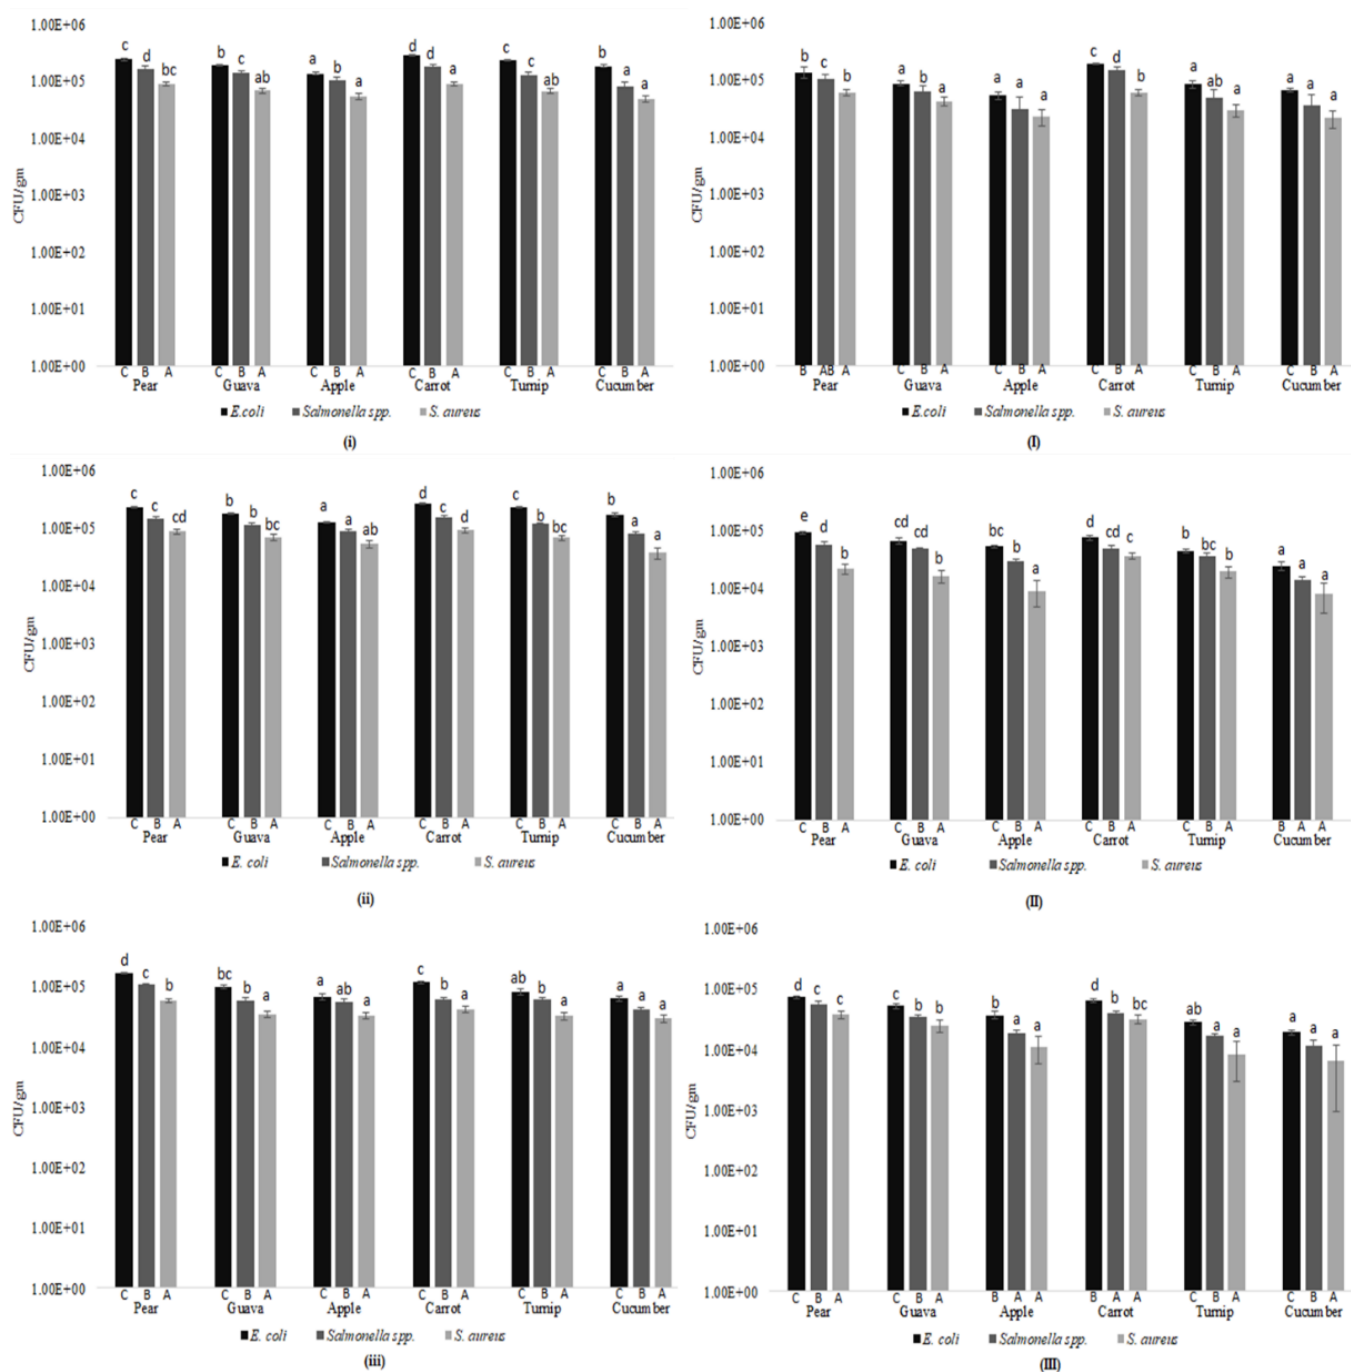 1.00E+06
c d bc b c ab a b a d d a c c ab b a a
1.00E+05
1.00E+04
1.00E+03
CFU/gm
1.00E+02
1.00E+01
1.00E+00
C B A C B A C B A C B A C B A C B A
Pear Guava Apple Carrot Turnip Cucumber
E.coli Salmonella spp. S. aureus
(i)
1.00E+06
b c b a b a a a a c d b a ab a a a a
1.00E+05
1.00E+04
1.00E+03
CFU/gm
1.00E+02
1.00E+01
1.00E+00
B AB A C B A C B A C B A C B A C B A
Pear Guava Apple Carrot Turnip Cucumber
E.coli Salmonella spp. S. aureus
(I)
1.00E+06
c c cd b b bc a a ab d c d c b bc b a a
1.00E+05
1.00E+04
1.00E+03
CFU/gm
1.00E+02
1.00E+01
1.00E+00
C B A C B A C B A C B A C B A C B A
Pear Guava Apple Carrot Turnip Cucumber
E. coli Salmonella spp. S. aureus
(ii)
1.00E+06
e d b cd cd b bc b a d cd c b bc b a a a
1.00E+05
1.00E+04
1.00E+03
CFU/gm
1.00E+02
1.00E+01
1.00E+00
C B A C B A C B A C B A C B A B A A
Pear Guava Apple Carrot Turnip Cucumber
E. coli Salmonella spp. S. aureus
(II)
1.00E+06
d c b bc b a a ab a c b a ab b a a a a
1.00E+05
1.00E+04
1.00E+03
CFU/gm
1.00E+02
1.00E+01
1.00E+00
C B A C B A C B A C B A C B A C B A
Pear Guava Apple Carrot Turnip Cucumber
E. coli Salmonella spp. S. aureus
(iii)
1.00E+06
d c c c b b b a a d b bc ab a a a a a
1.00E+05
1.00E+04
1.00E+03
CFU/gm
1.00E+02
1.00E+01
1.00E+00
C B A C B A B A A B A A C B A C B A
Pear Guava Apple Carrot Turnip Cucumber
E. coli Salmonella spp. S. aureus
(III)